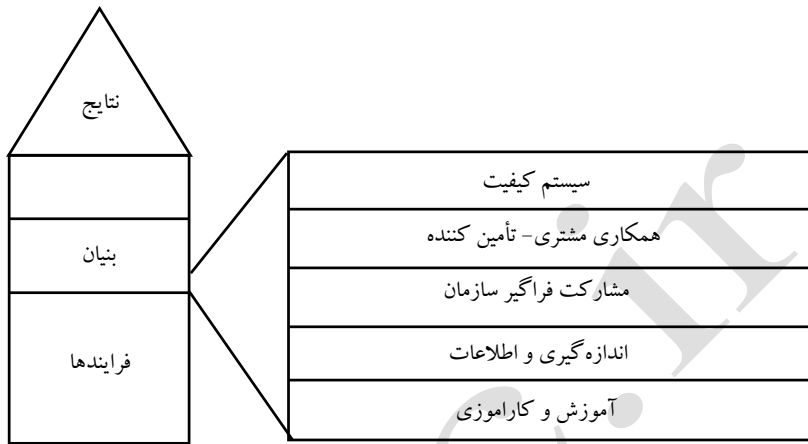 نتایج
بنیان
فرایندها
سیستم کیفیت
همکاری مشتری- تأمین کننده
مشارکت فراگیر سازمان
اندازه‌گیری و اطلاعات
آموزش و کاراموزی